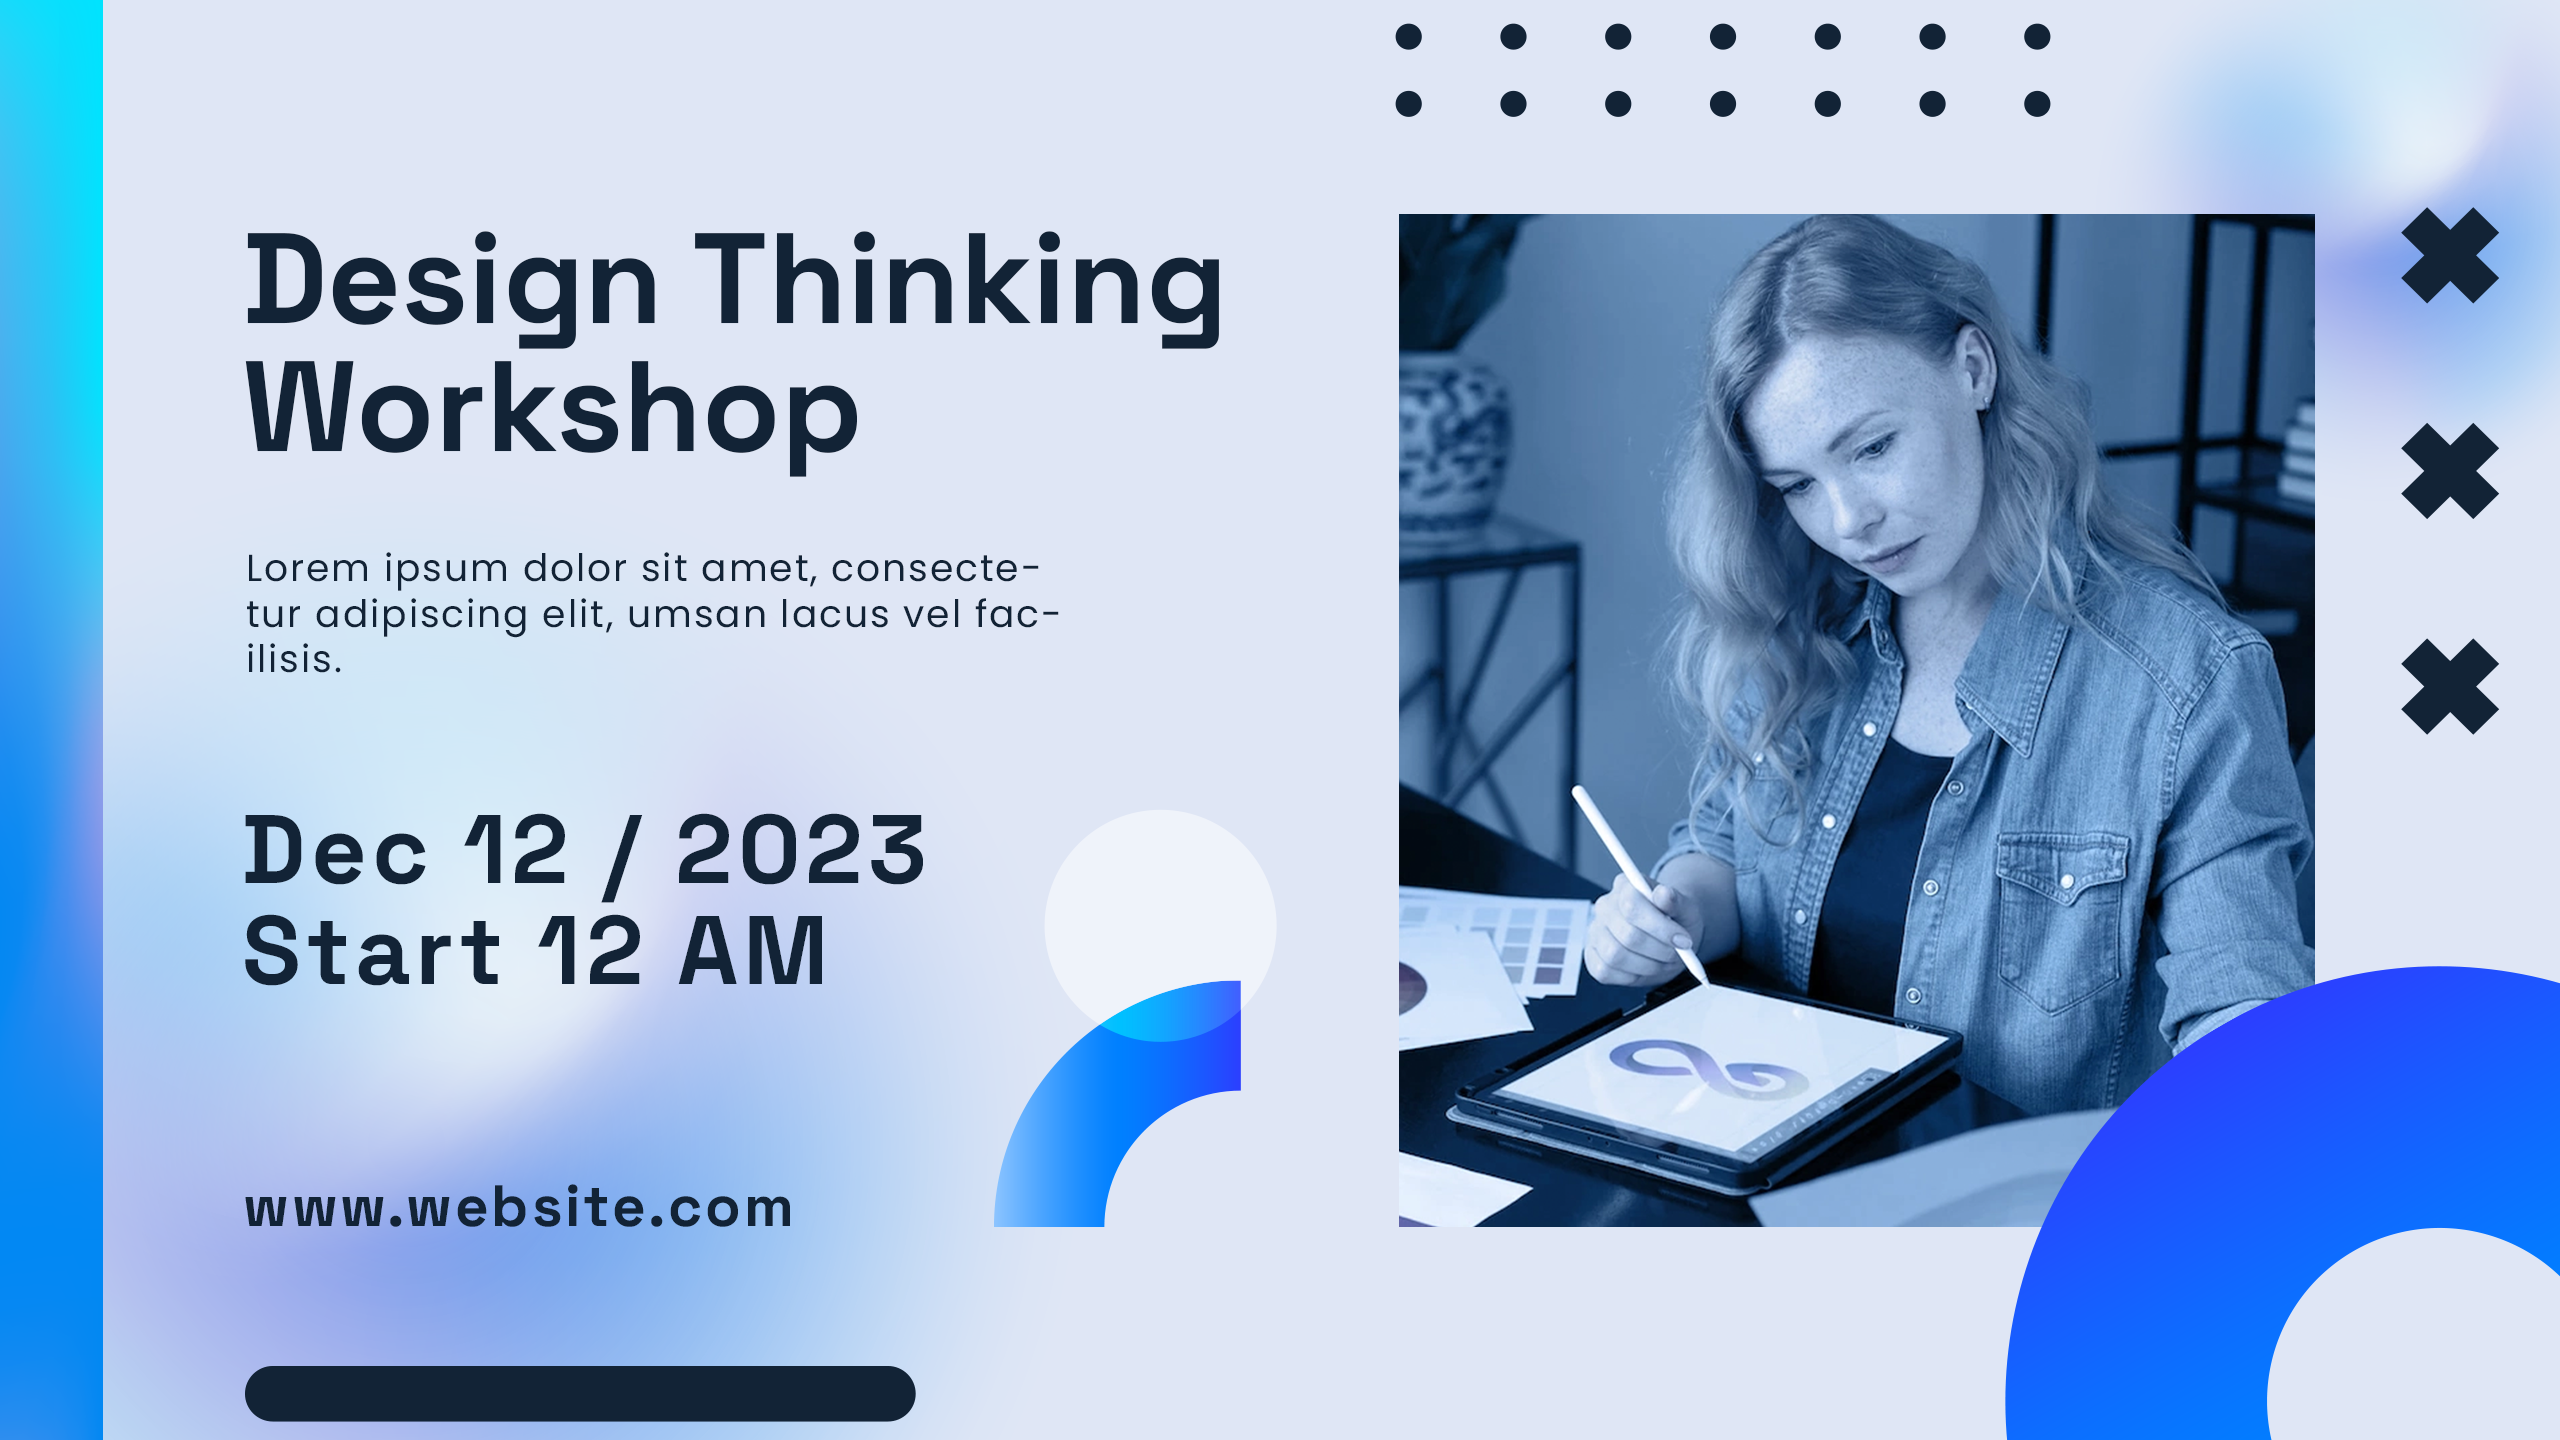 Design Thinking
Workshop
Lorem ipsum dolor sit amet, consecte-
tur adipiscing elit, umsan lacus vel fac-
ilisis.
Dec 12 / 2023
Start 12 AM
www.website.com